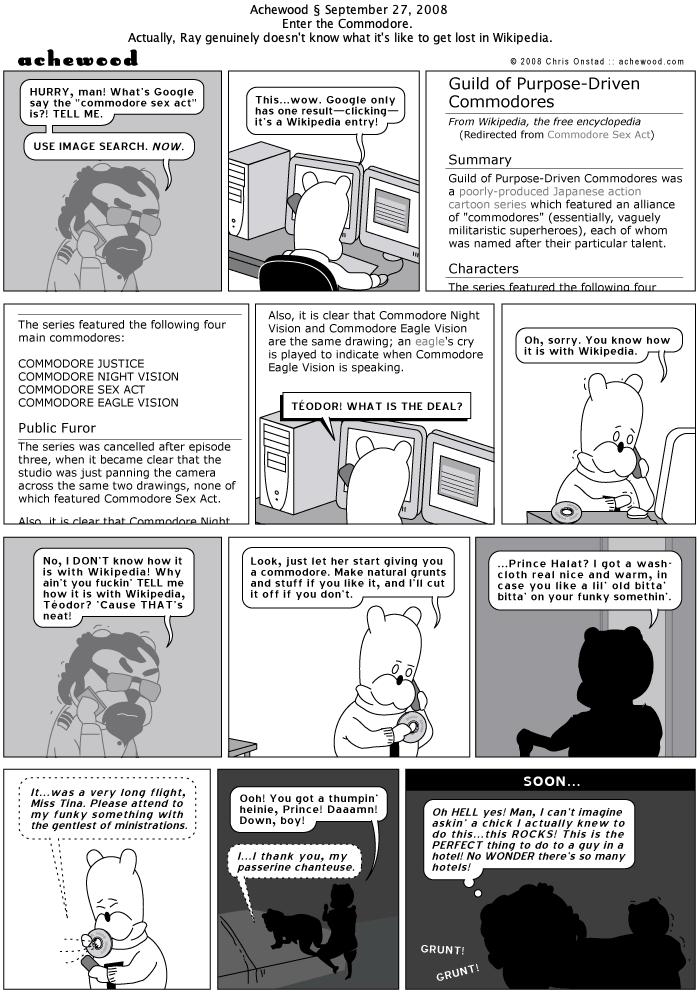 Achewood § September 27, 2008
Enter the Commodore.
Actually, Ray genuinely doesn't know what it's like to get lost in Wikipedia.
achewood
© 2008 Chris Onstad :: achewood.com
HURRY, man! What's Google
say the "commodore sex act"
is?! TELL ME.
USE IMAGE SEARCH. NOW.
This...wow. Google only
has one result—clicking—
it's a Wikipedia entry!
Guild of Purpose-Driven
Commodores
From Wikipedia, the free encyclopedia
(Redirected from Commodore Sex Act)
Summary
Guild of Purpose-Driven Commodores was
a poorly-produced Japanese action
cartoon series which featured an alliance
of "commodores" (essentially, vaguely
militaristic superheroes), each of whom
was named after their particular talent.
Characters
The series featured the following four
The series featured the following four
main commodores:
COMMODORE JUSTICE
COMMODORE NIGHT VISION
COMMODORE SEX ACT
COMMODORE EAGLE VISION
Public Furor
The series was cancelled after episode
three, when it became clear that the
studio was just panning the camera
across the same two drawings, none of
which featured Commodore Sex Act.
Also, it is clear that Commodore Night
Also, it is clear that Commodore Night
Vision and Commodore Eagle Vision
are the same drawing; an eagle's cry
is played to indicate when Commodore
Eagle Vision is speaking.
TÉODOR! WHAT IS THE DEAL?
Oh, sorry. You know how
it is with Wikipedia.
No, I DON'T know how it
is with Wikipedia! Why
ain't you fuckin' TELL me
how it is with Wikipedia,
Téodor? 'Cause THAT's
neat!
Look, just let her start giving you
a commodore. Make natural grunts
and stuff if you like it, and I'll cut
it off if you don't.
...Prince Halat? I got a wash-
cloth real nice and warm, in
case you like a lil' old bitta'
bitta' on your funky somethin'.
It...was a very long flight,
Miss Tina. Please attend to
my funky something with
the gentlest of ministrations.
Ooh! You got a thumpin'
heinie, Prince! Daaamn!
Down, boy!
I...I thank you, my
passerine chanteuse.
SOON...
Oh HELL yes! Man, I can't imagine
askin' a chick I actually knew to
do this...this ROCKS! This is the
PERFECT thing to do to a guy in a
hotel! No WONDER there's so many
hotels!
GRUNT!
GRUNT!